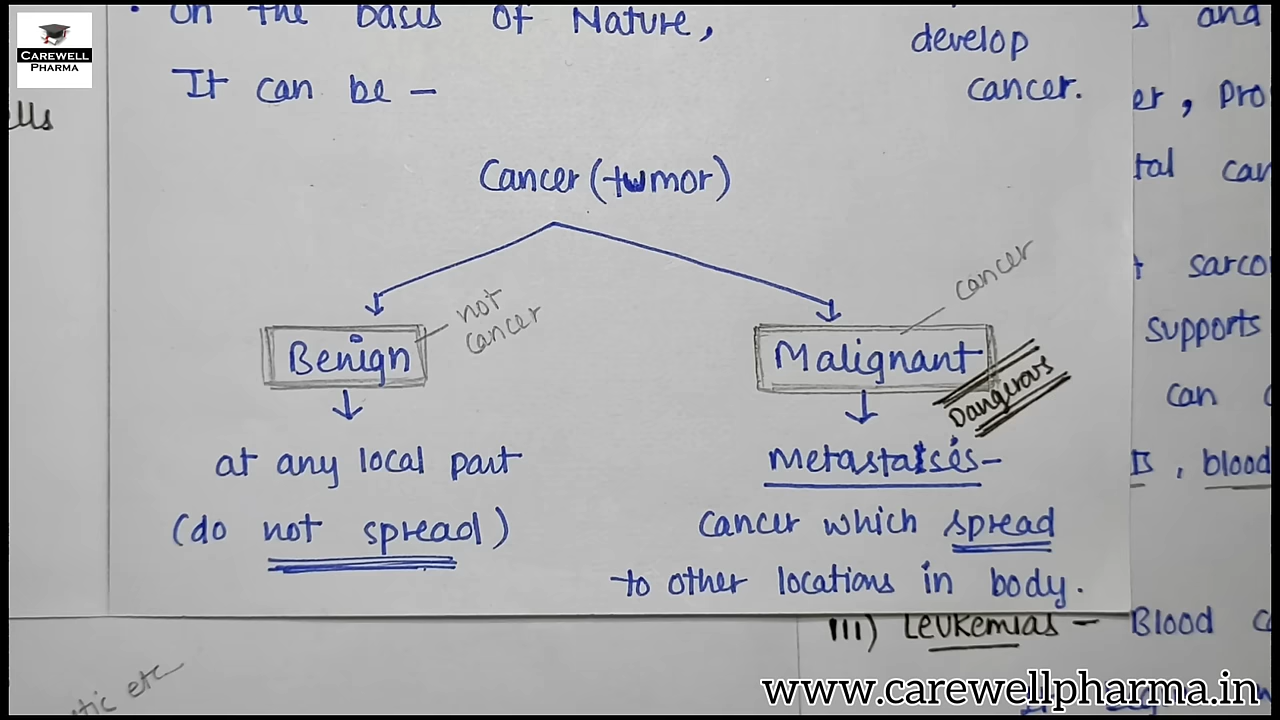 CAREWELL
PHARMA
• On the basis of Nature,
It can be –
develop
cancer.
Cancer (tumor)
not
cancer
cancer
Benign
Malignant
Dangerous
at any local part
(do not spread)
Metastasis –
cancer which spread
to other locations in body.
and
, Pro
sarco
supports
can
, blood
III) Leukemias – Blood
etc
www.carewellpharma.in